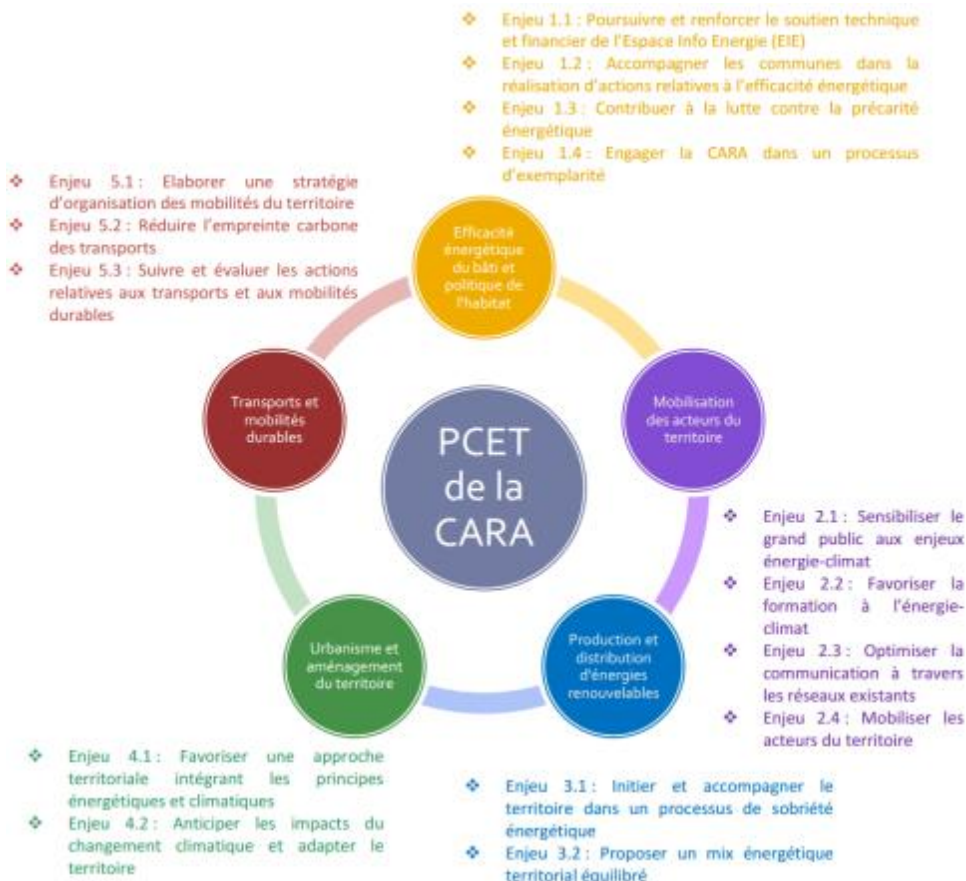 ❖ Enjeu 1.1 : Poursuivre et renforcer le soutien technique
et financier de l'Espace Info Energie (EIE)
❖ Enjeu 1.2 : Accompagner les communes dans la
réalisation d'actions relatives à l'efficacité énergétique
❖ Enjeu 1.3 : Contribuer à la lutte contre la précarité
énergétique
❖ Enjeu 1.4 : Engager la CARA dans un processus
d'exemplarité
❖ Enjeu 5.1 : Elaborer une stratégie
d'organisation des mobilités du territoire
❖ Enjeu 5.2 : Réduire l'empreinte carbone
des transports
❖ Enjeu 5.3 : Suivre et évaluer les actions
relatives aux transports et aux mobilités
durables
Efficacité
énergétique
du bâti et
politique de
l'habitat
Transports et
mobilités
durables
Mobilisation
des acteurs du
territoire
PCET
de la
CARA
❖ Enjeu 2.1 : Sensibiliser le
grand public aux enjeux
énergie-climat
❖ Enjeu 2.2 : Favoriser la
formation à l'énergie-
climat
❖ Enjeu 2.3 : Optimiser la
communication à travers
les réseaux existants
❖ Enjeu 2.4 : Mobiliser les
acteurs du territoire
Urbanisme et
aménagement
du territoire
Production et
distribution
d'énergies
renouvelables
❖ Enjeu 4.1 : Favoriser une approche
territoriale intégrant les principes
énergétiques et climatiques
❖ Enjeu 4.2 : Anticiper les impacts du
changement climatique et adapter le
territoire
❖ Enjeu 3.1 : Initier et accompagner le
territoire dans un processus de sobriété
énergétique
❖ Enjeu 3.2 : Proposer un mix énergétique
territorial équilibré